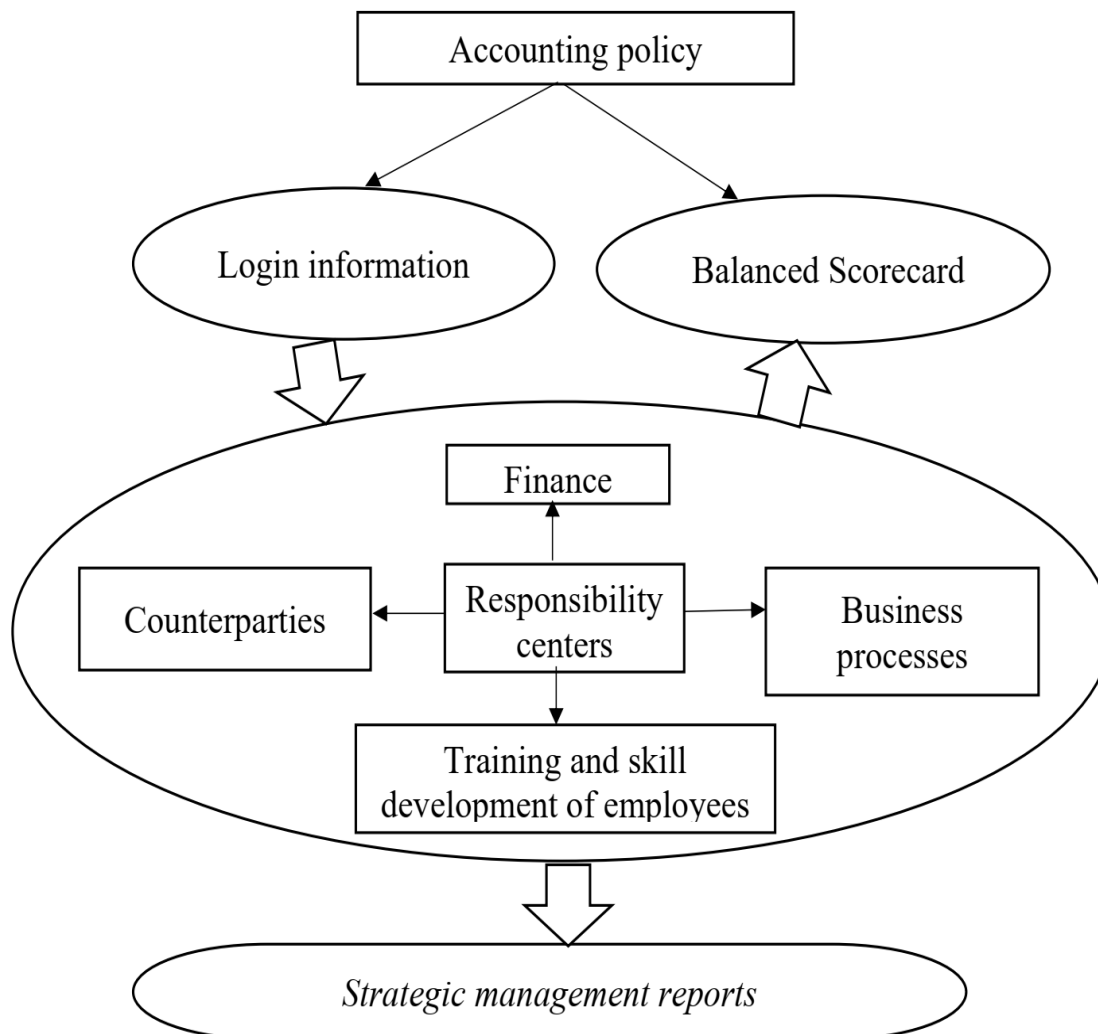 Accounting policy
Login information
Balanced Scorecard
Finance
Counterparties
Responsibility
centers
Business
processes
Training and skill
development of employees
Strategic management reports